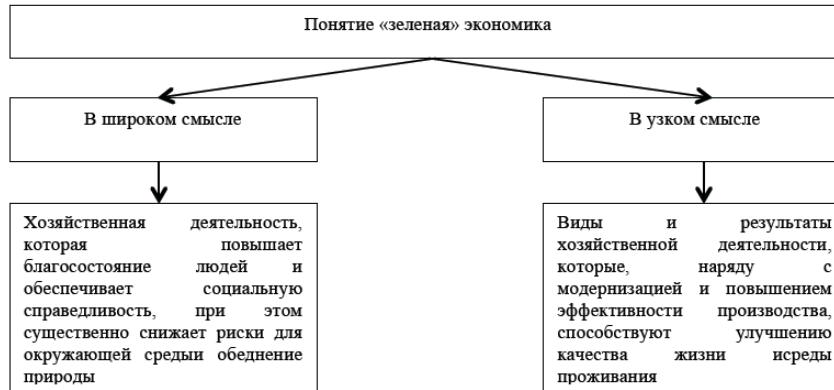 Понятие «зеленая» экономика
В широком смысле
В узком смысле
Хозяйственная деятельность,
которая повышает
благосостояние людей и
обеспечивает социальную
справедливость, при этом
существенно снижает риски для
окружающей средыи обеднение
природы
Виды и результаты
хозяйственной деятельности,
которые, наряду с
модернизацией и повышением
эффективности производства,
способствуют улучшению
качества жизни исреды
проживания